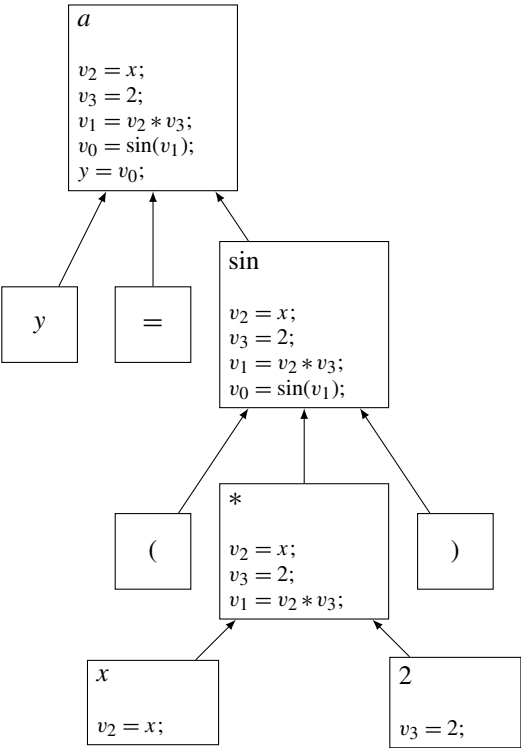 a
v₂ = x;
v₃ = 2;
v₁ = v₂ * v₃;
v₀ = sin(v₁);
y = v₀;
y
=
sin
v₂ = x;
v₃ = 2;
v₁ = v₂ * v₃;
v₀ = sin(v₁);
(
*
v₂ = x;
v₃ = 2;
v₁ = v₂ * v₃;
)
x
v₂ = x;
2
v₃ = 2;